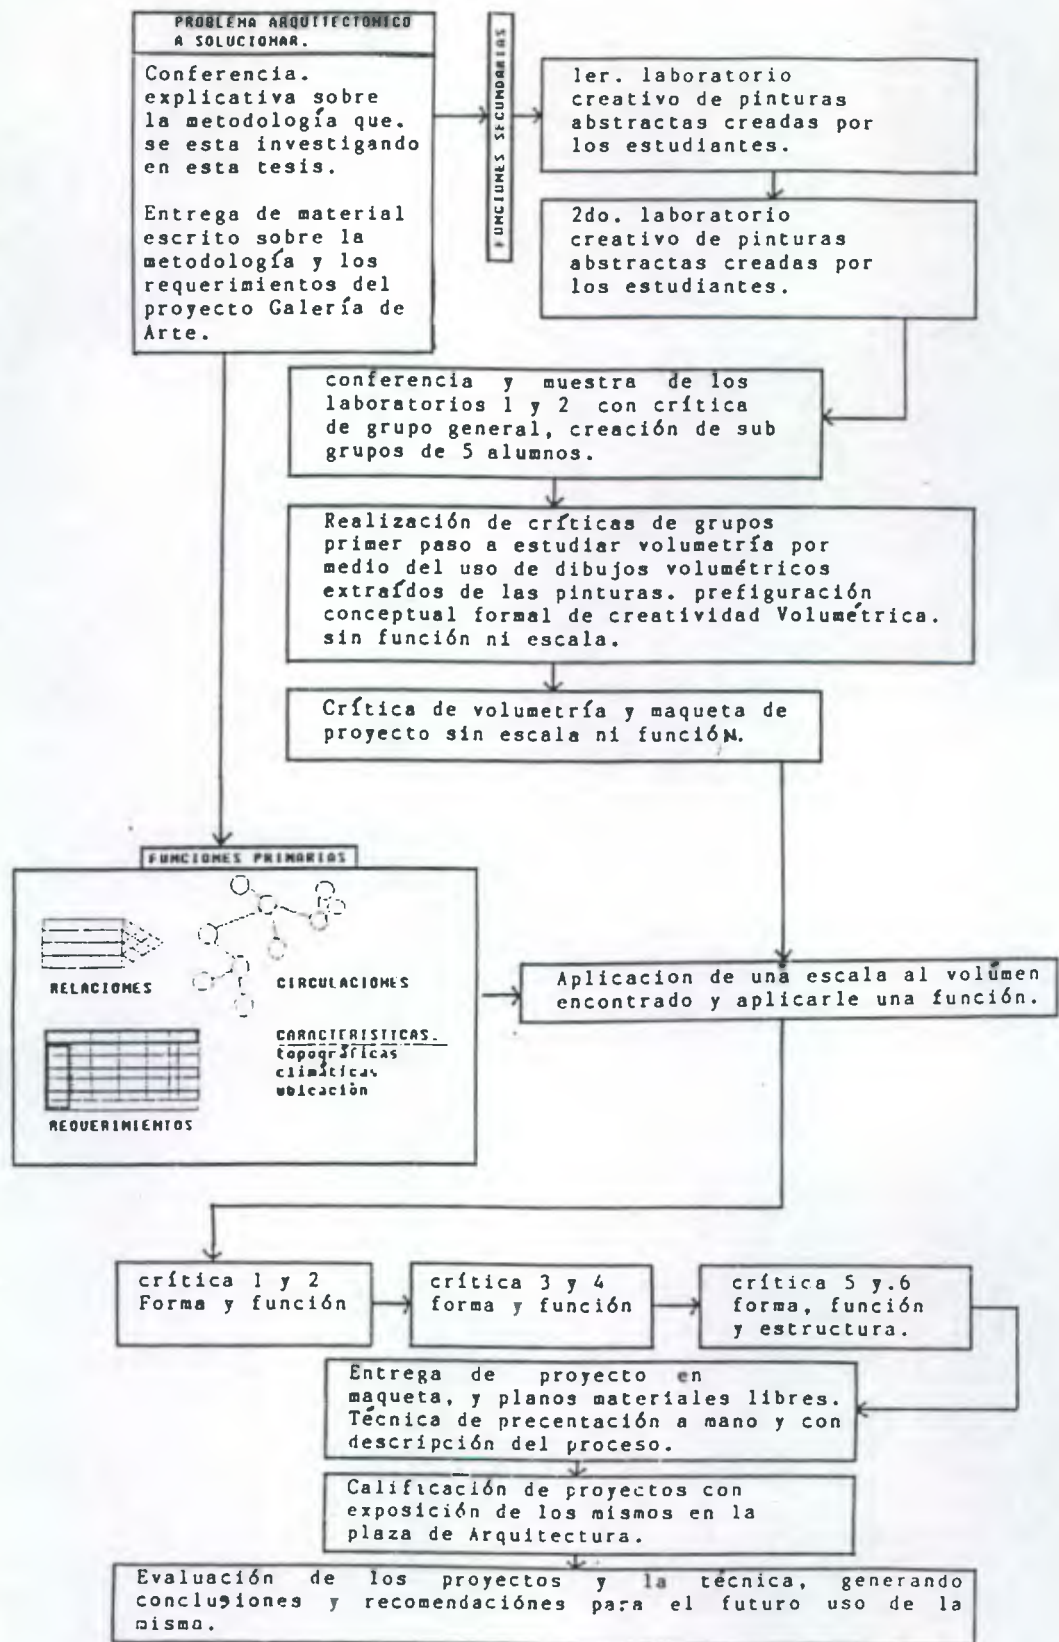 PROBLEMA ARQUITECTONICO
A SOLUCIONAR.
Conferencia.
explicativa sobre
la metodología que.
se esta investigando
en esta tesis.
Entrega de material
escrito sobre la
metodología y los
requerimientos del
proyecto Galería de
Arte.
FUNCIONES SECUNDARIAS
1er. laboratorio
creativo de pinturas
abstractas creadas por
los estudiantes.
2do. laboratorio
creativo de pinturas
abstractas creadas por
los estudiantes.
conferencia y muestra de los
laboratorios 1 y 2 con crítica
de grupo general, creación de sub
grupos de 5 alumnos.
Realización de críticas de grupos
primer paso a estudiar volumetría por
medio del uso de dibujos volumétricos
extraídos de las pinturas. prefiguración
conceptual formal de creatividad Volumétrica.
sin función ni escala.
Crítica de volumetría y maqueta de
proyecto sin escala ni función.
FUNCIONES PRIMARIAS
RELACIONES
CIRCULACIONES
REQUERIMIENTOS
CARACTERISTICAS.
topográficas
climáticas
ubicación
Aplicacion de una escala al volúmen
encontrado y aplicarle una función.
crítica 1 y 2
Forma y función
crítica 3 y 4
forma y función
crítica 5 y.6
forma, función
y estructura.
Entrega de proyecto en
maqueta, y planos materiales libres.
Técnica de precentación a mano y con
descripción del proceso.
Calificación de proyectos con
exposición de los mismos en la
plaza de Arquitectura.
Evaluación de los proyectos y la técnica, generando
conclusiones y recomendaciónes para el futuro uso de la
misma.